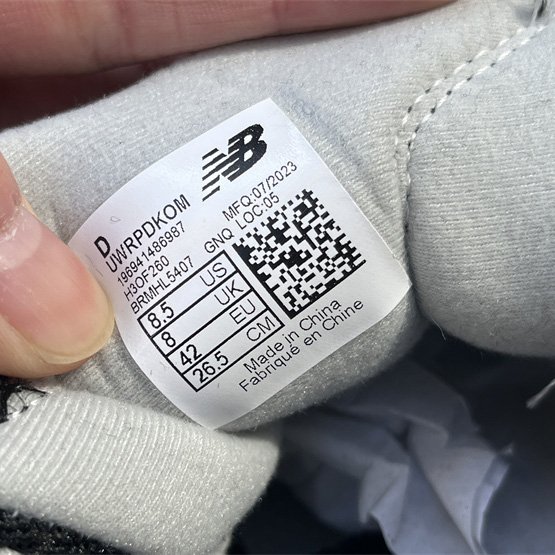 NB
D
UWRPDKOM
196941486987
H3OF260
BRMHL5407
MFQ:07/2023
GNQ LOC:05
8.5 US
8 UK
42 EU
26.5 CM
Made in China
Fabriqué en Chine